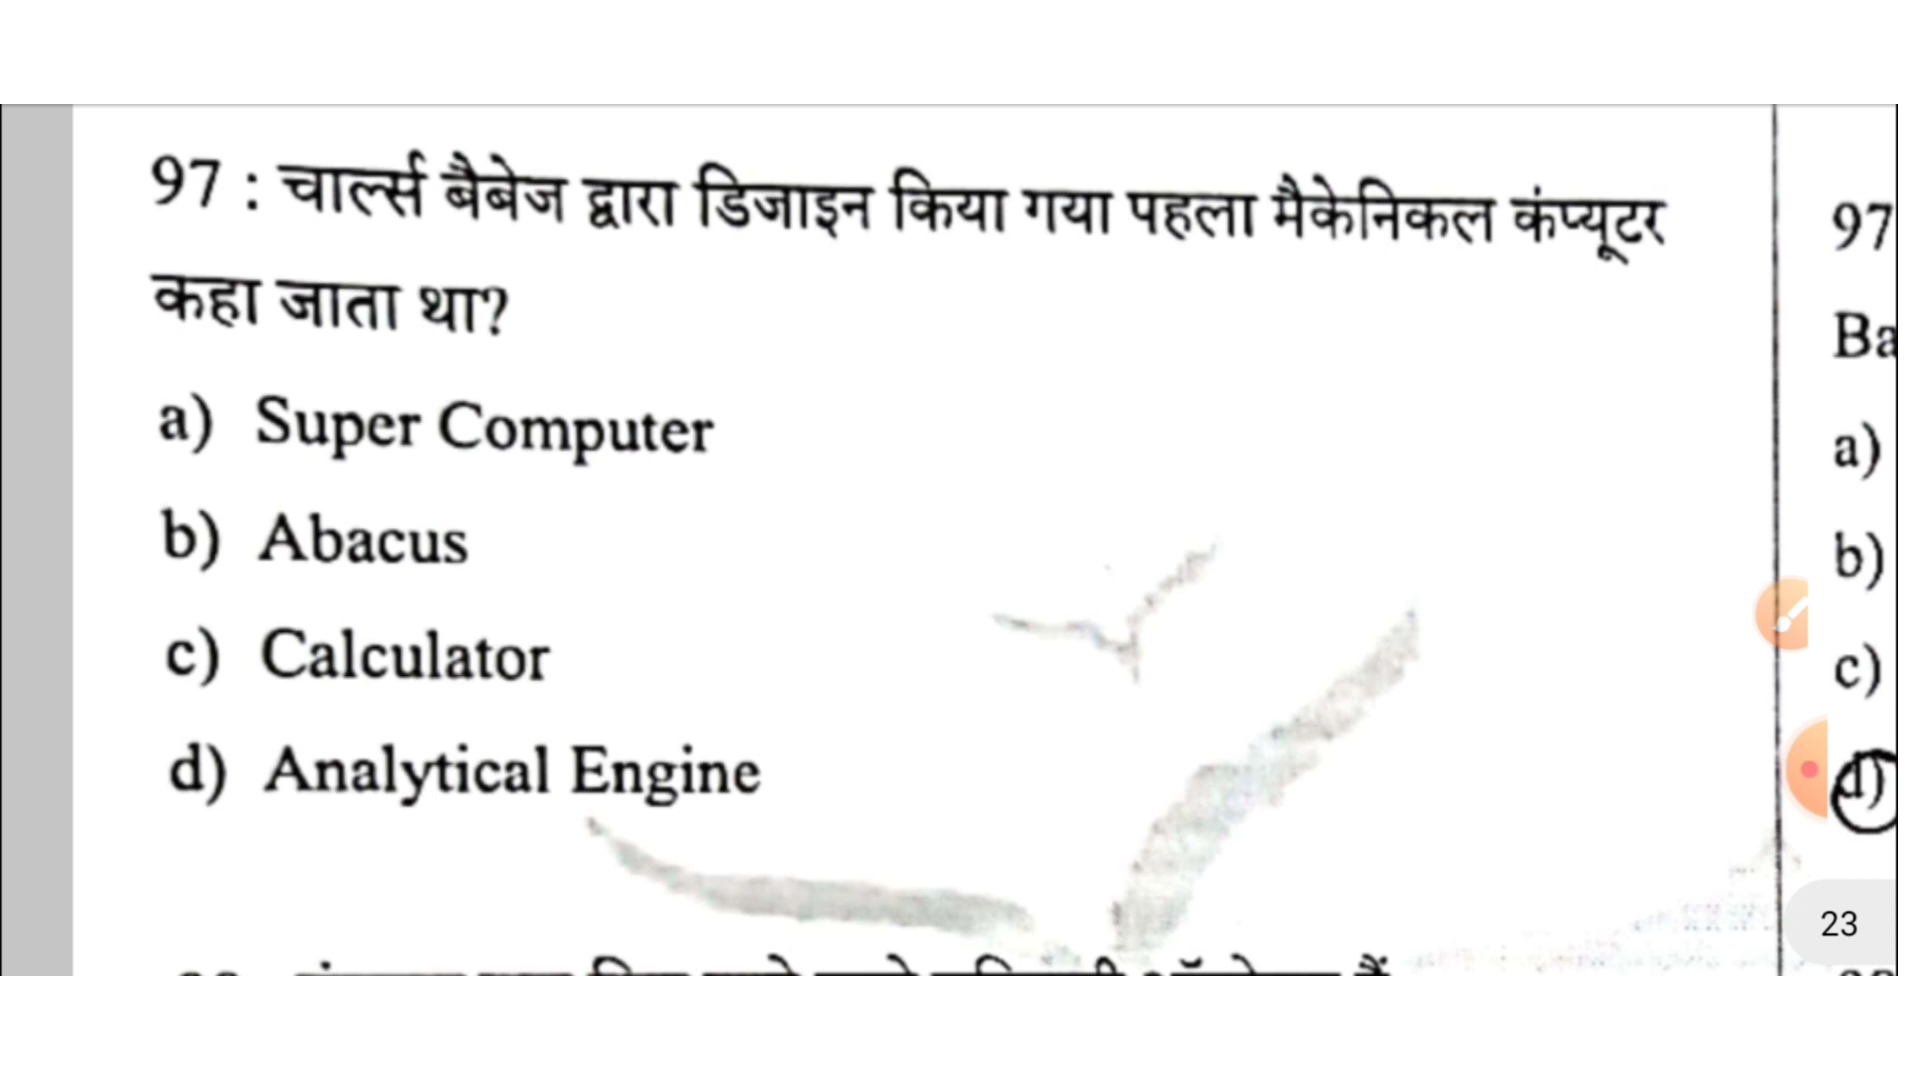 97 : चार्ल्स बैबेज द्वारा डिजाइन किया गया पहला मैकेनिकल कंप्यूटर
कहा जाता था?
a) Super Computer
b) Abacus
c) Calculator
d) Analytical Engine
97
Ba
a)
b)
c)
d)
23